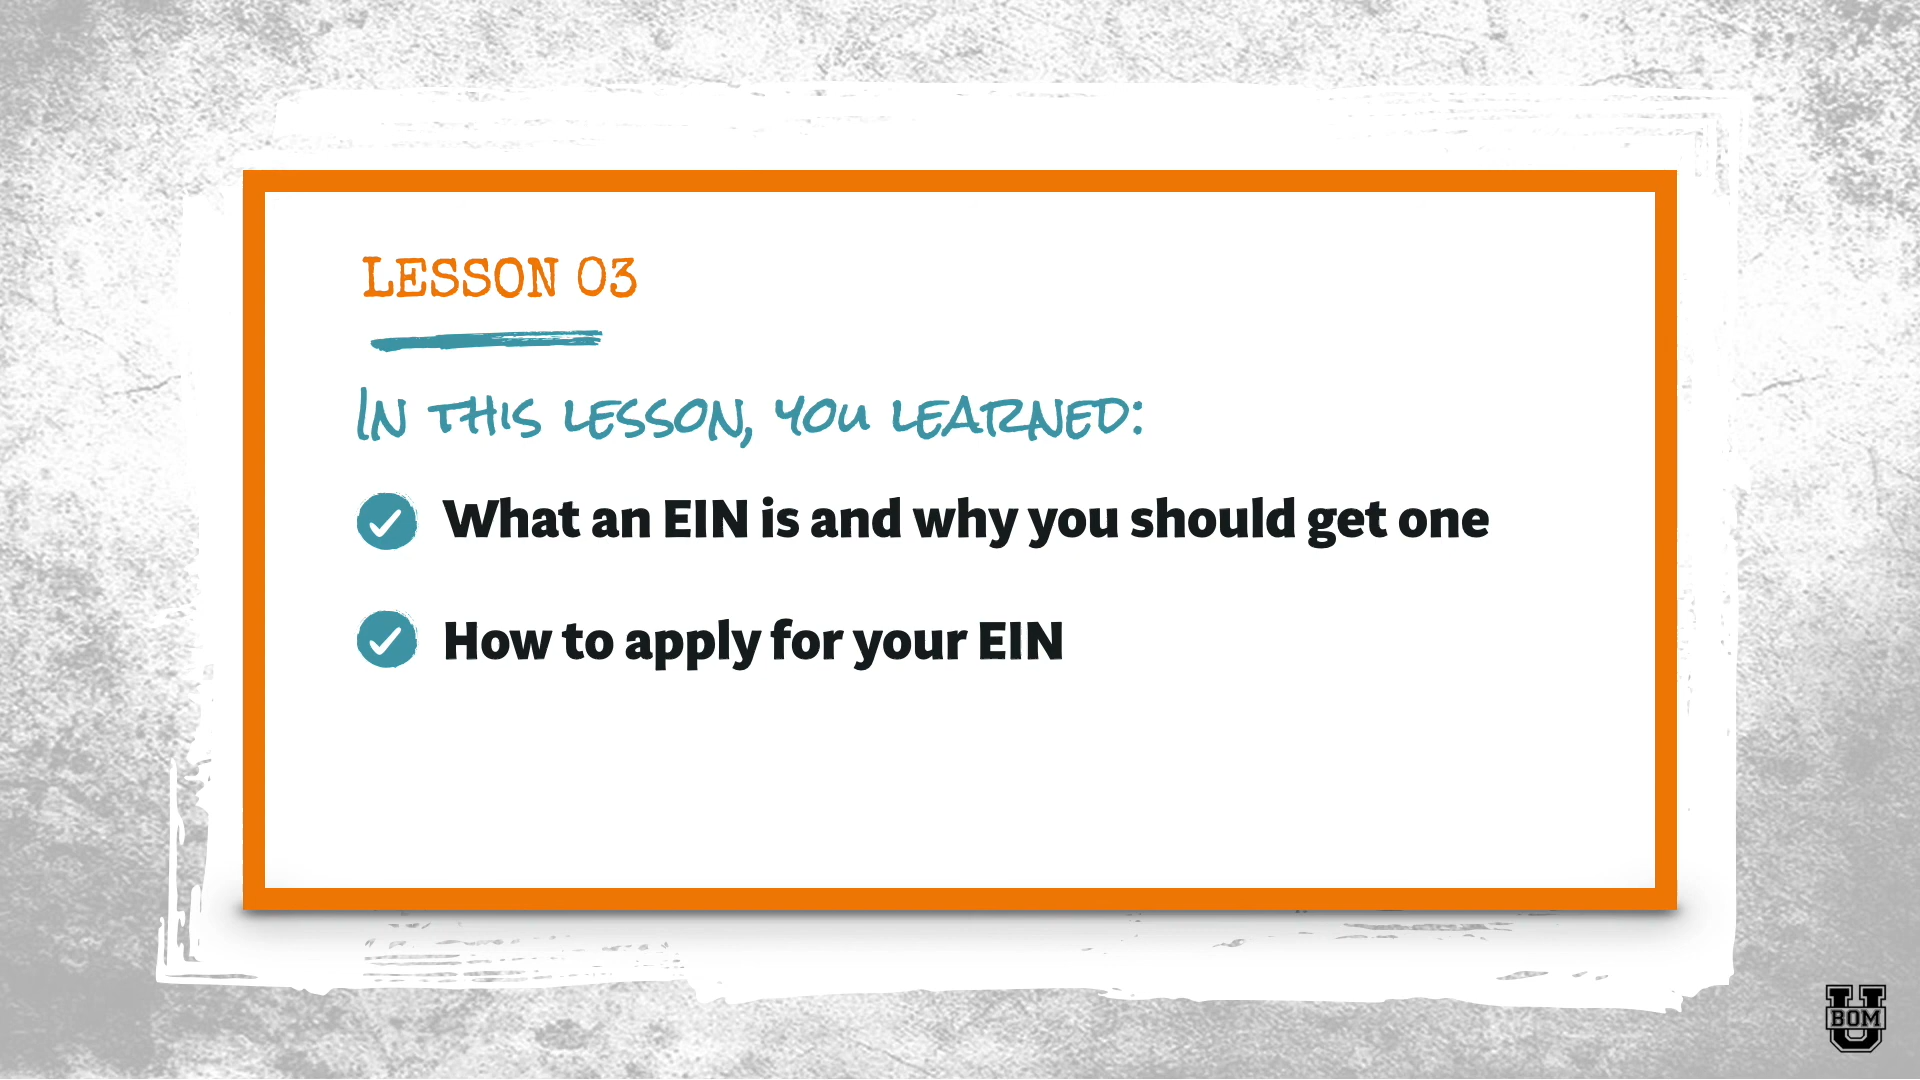 LESSON 03
In this lesson, you learned:
What an EIN is and why you should get one
How to apply for your EIN
U
BOM